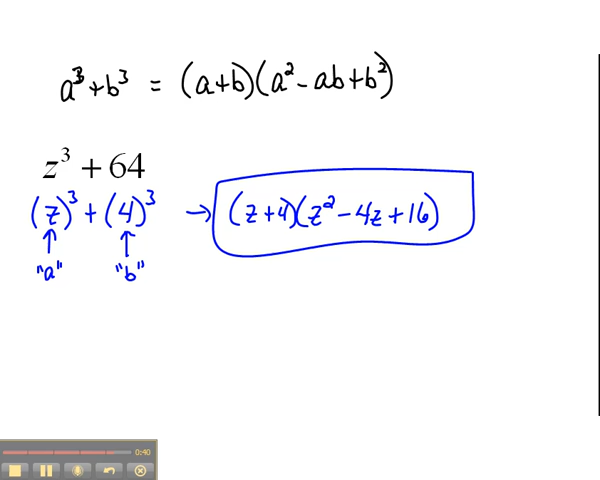 a³ + b³ = (a+b)(a² - ab + b²)
z³ + 64
(z)³ + (4)³ → (z+4)(z² - 4z + 16)
"a" "b"
0:40